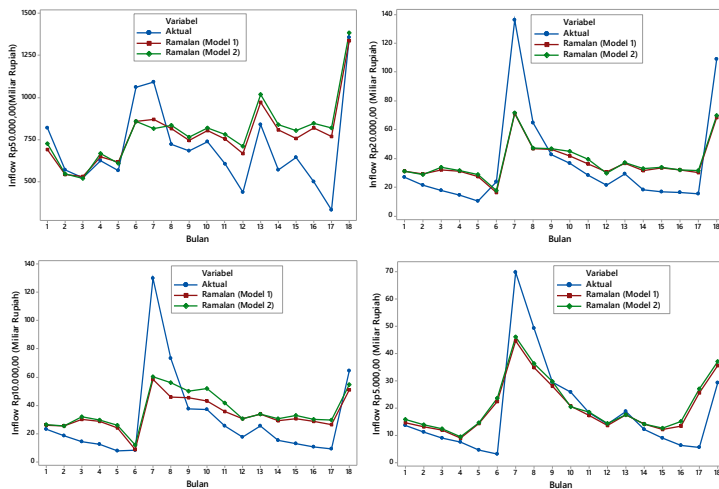 Inflow Rp50.000,00(Miliar Rupiah)
1500
1250
1000
750
500
Variabel
Aktual
Ramalan (Model 1)
Ramalan (Model 2)
1 2 3 4 5 6 7 8 9 10 11 12 13 14 15 16 17 18
Bulan
Inflow Rp20.000,00 (Miliar Rupiah)
140
120
100
80
60
40
20
0
Variabel
Aktual
Ramalan (Model 1)
Ramalan (Model 2)
1 2 3 4 5 6 7 8 9 10 11 12 13 14 15 16 17 18
Bulan
Inflow Rp10.000,00 (Miliar Rupiah)
140
120
100
80
60
40
20
0
Variabel
Aktual
Ramalan (Model 1)
Ramalan (Model 2)
1 2 3 4 5 6 7 8 9 10 11 12 13 14 15 16 17 18
Bulan
Inflow Rp5.000,00 (Miliar Rupiah)
70
60
50
40
30
20
10
0
Variabel
Aktual
Ramalan (Model 1)
Ramalan (Model 2)
1 2 3 4 5 6 7 8 9 10 11 12 13 14 15 16 17 18
Bulan